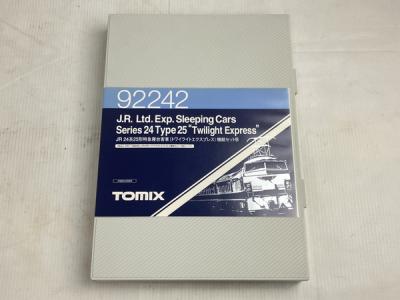 92242
J.R. Ltd. Exp. Sleeping Cars
Series 24 Type 25 "Twilight Express"
JR 24系25形特急寝台客車(トワイライトエクスプレス)増結セットB
TOMIX